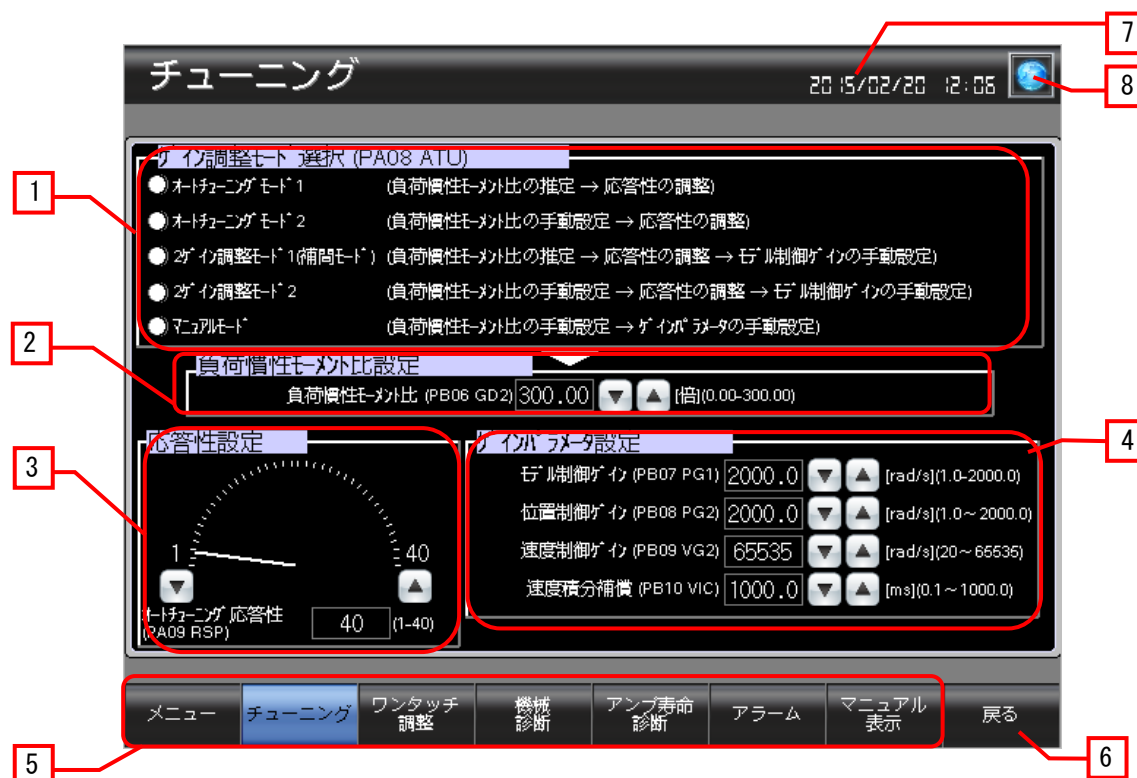 7
チューニング
2015/02/20 12:06
8
1
ｹﾞｲﾝ調整ﾓｰﾄﾞ選択 (PA08 ATU)
ｵｰﾄﾁｭｰﾆﾝｸﾞﾓｰﾄﾞ1 (負荷慣性ﾓｰﾒﾝﾄ比の推定 → 応答性の調整)
ｵｰﾄﾁｭｰﾆﾝｸﾞﾓｰﾄﾞ2 (負荷慣性ﾓｰﾒﾝﾄ比の手動設定 → 応答性の調整)
2ｹﾞｲﾝ調整ﾓｰﾄﾞ1(補間ﾓｰﾄﾞ) (負荷慣性ﾓｰﾒﾝﾄ比の推定 → 応答性の調整 → ﾓﾃﾞﾙ制御ｹﾞｲﾝの手動設定)
2ｹﾞｲﾝ調整ﾓｰﾄﾞ2 (負荷慣性ﾓｰﾒﾝﾄ比の手動設定 → 応答性の調整 → ﾓﾃﾞﾙ制御ｹﾞｲﾝの手動設定)
ﾏﾆｭｱﾙﾓｰﾄﾞ (負荷慣性ﾓｰﾒﾝﾄ比の手動設定 → ｹﾞｲﾝﾊﾟﾗﾒｰﾀの手動設定)
2
負荷慣性ﾓｰﾒﾝﾄ比設定
負荷慣性ﾓｰﾒﾝﾄ比 (PB06 GD2) 300.00 ▼ ▲ [倍](0.00-300.00)
3
応答性設定
1
40
▼ ▲
ｵｰﾄﾁｭｰﾆﾝｸﾞ応答性
(PA09 RSP) 40 (1-40)
4
ｹﾞｲﾝﾊﾟﾗﾒｰﾀ設定
ﾓﾃﾞﾙ制御ｹﾞｲﾝ (PB07 PG1) 2000.0 ▼ ▲ [rad/s](1.0-2000.0)
位置制御ｹﾞｲﾝ (PB08 PG2) 2000.0 ▼ ▲ [rad/s](1.0～2000.0)
速度制御ｹﾞｲﾝ (PB09 VG2) 65535 ▼ ▲ [rad/s](20～65535)
速度積分補償 (PB10 VIC) 1000.0 ▼ ▲ [ms](0.1～1000.0)
メニュー
チューニング
ワンタッチ
調整
機械
診断
アンプ寿命
診断
アラーム
マニュアル
表示
戻る
5
6